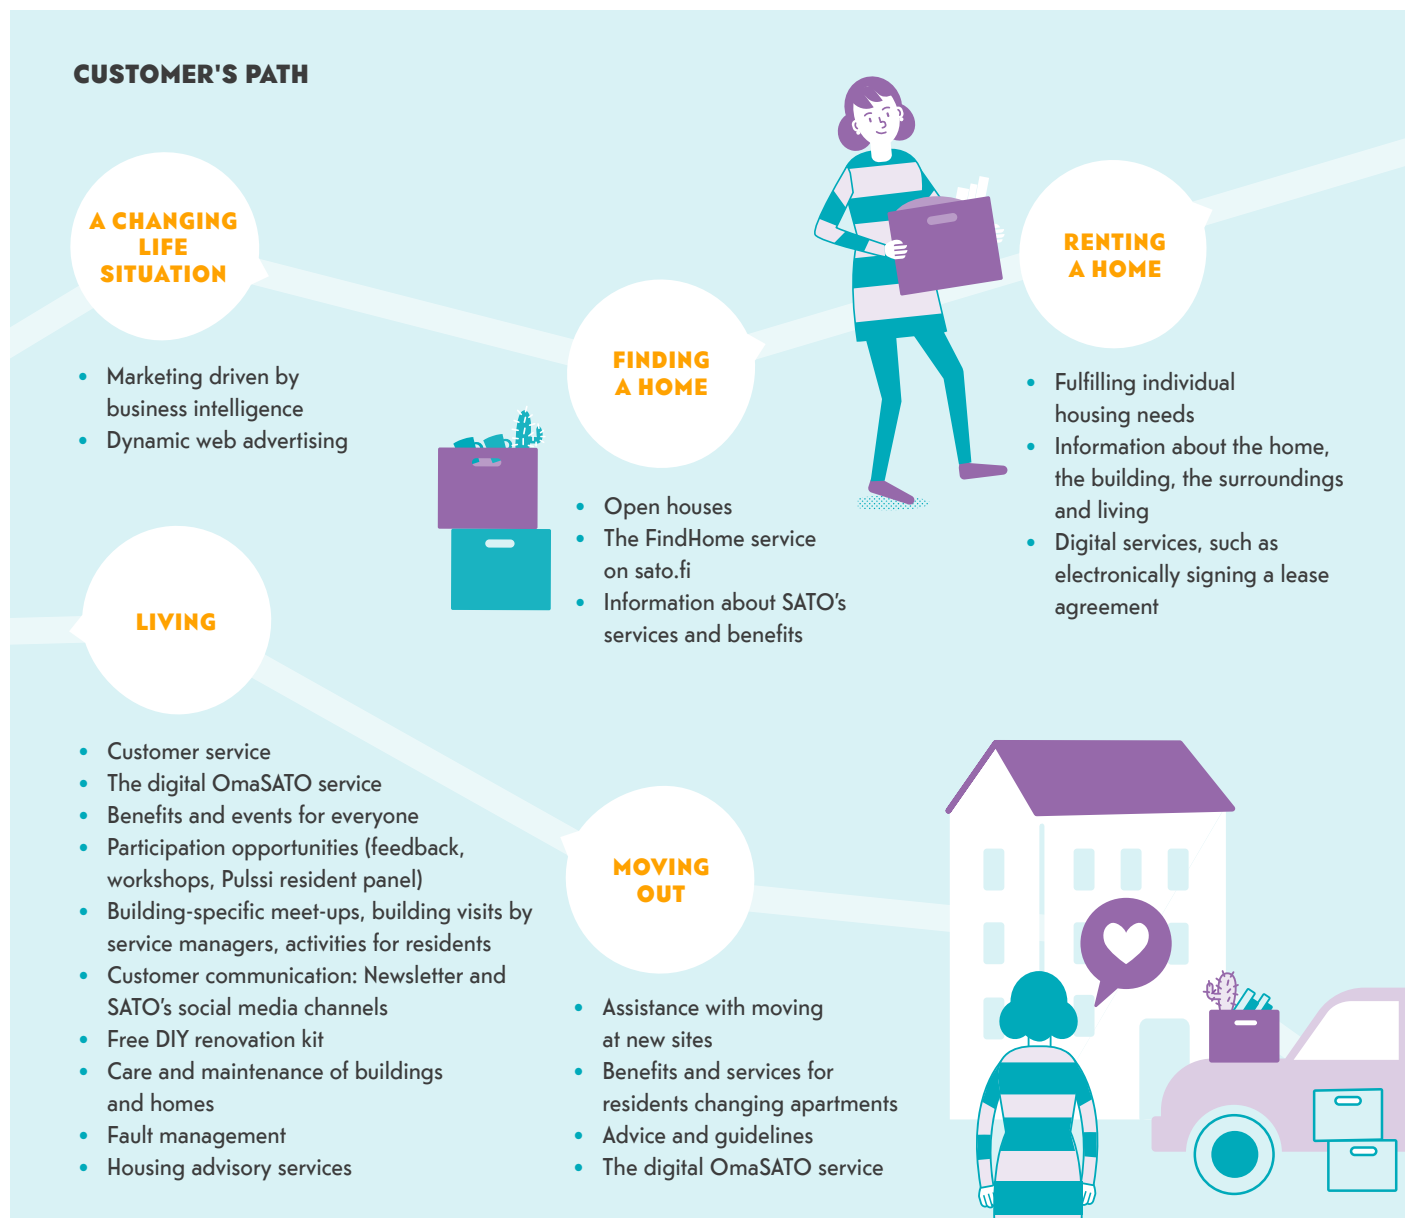 CUSTOMER'S PATH
A CHANGING
LIFE
SITUATION
• Marketing driven by
business intelligence
• Dynamic web advertising
FINDING
A HOME
• Open houses
• The FindHome service
on sato.fi
• Information about SATO’s
services and benefits
RENTING
A HOME
• Fulfilling individual
housing needs
• Information about the home,
the building, the surroundings
and living
• Digital services, such as
electronically signing a lease
agreement
LIVING
• Customer service
• The digital OmaSATO service
• Benefits and events for everyone
• Participation opportunities (feedback,
workshops, Pulssi resident panel)
• Building-specific meet-ups, building visits by
service managers, activities for residents
• Customer communication: Newsletter and
SATO’s social media channels
• Free DIY renovation kit
• Care and maintenance of buildings
and homes
• Fault management
• Housing advisory services
MOVING
OUT
• Assistance with moving
at new sites
• Benefits and services for
residents changing apartments
• Advice and guidelines
• The digital OmaSATO service